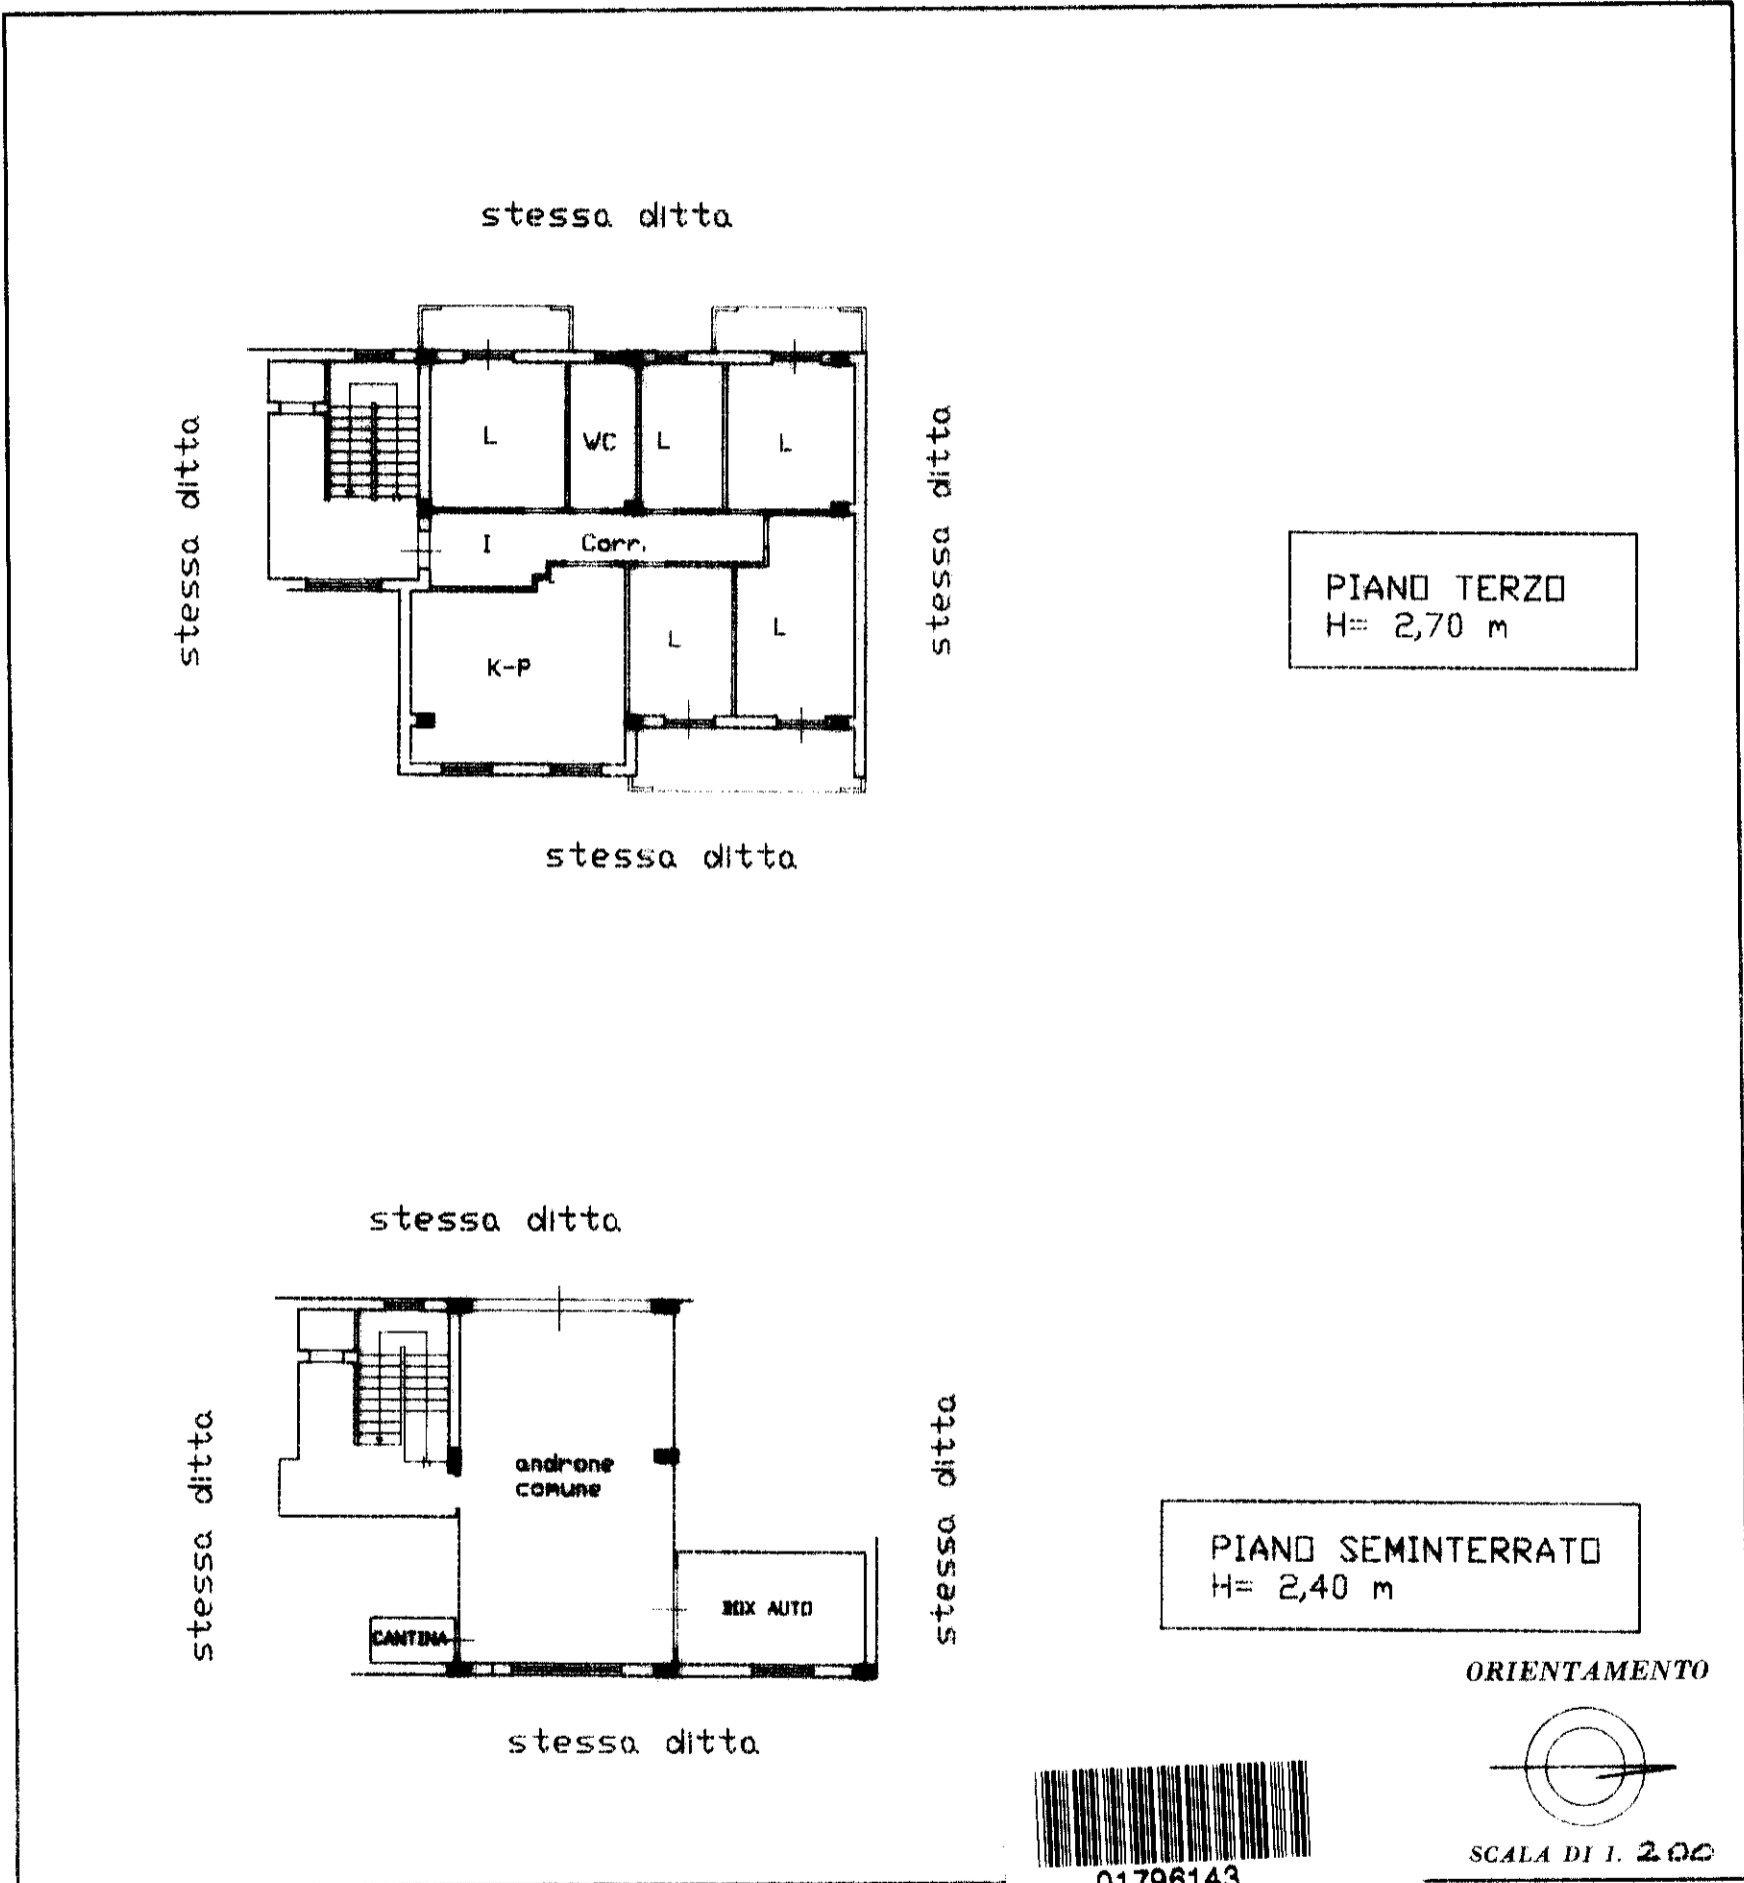 stessa ditta
stessa ditta
stessa ditta
L
WC
L
L
I
Corr.
L
L
K-P
PIANO TERZO
H= 2,70 m
stessa ditta
stessa ditta
stessa ditta
stessa ditta
androne
comune
BOX AUTO
CANTINA
PIANO SEMINTERRATO
H= 2,40 m
stessa ditta
ORIENTAMENTO
SCALA DI 1. 200
01796143